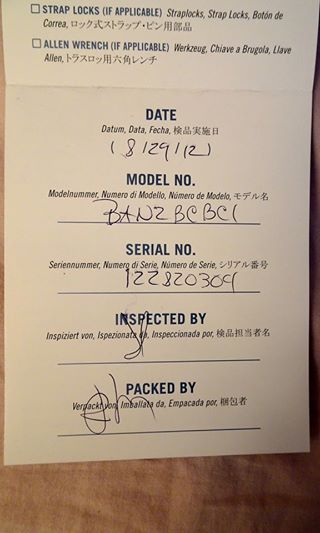 ☐ STRAP LOCKS (IF APPLICABLE) Straplocks, Strap Locks, Botón de
Correa, ロック式ストラップ・ピン用部品
☐ ALLEN WRENCH (IF APPLICABLE) Werkzeug, Chiave a Brugola, Llave
Allen, トラスロッド用六角レンチ
DATE
Datum, Data, Fecha, 検品実施日
(8/29/12)
MODEL NO.
Modelnummer, Numero di Modello, Número de Modelo, モデル名
BANZBCBC1
SERIAL NO.
Seriennummer, Numero di Serie, Número de Serie, シリアル番号
122820309
INSPECTED BY
Inspiziert von, Ispezionata da, Inspeccionada por, 検品担当者名
PACKED BY
Verpackt von, Imballata da, Empacada por, 梱包者